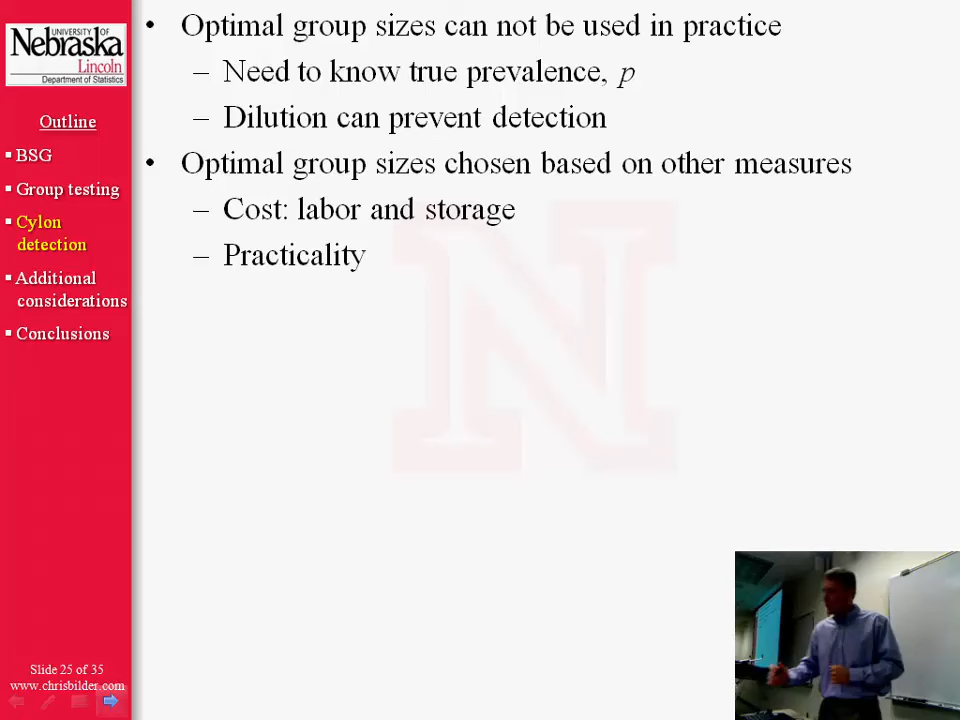 UNIVERSITY OF
Nebraska
Lincoln
Department of Statistics
Outline
▪ BSG
▪ Group testing
▪ Cylon
detection
▪ Additional
considerations
▪ Conclusions
Slide 25 of 35
www.chrisbilder.com
• Optimal group sizes can not be used in practice
– Need to know true prevalence, p
– Dilution can prevent detection
• Optimal group sizes chosen based on other measures
– Cost: labor and storage
– Practicality
N